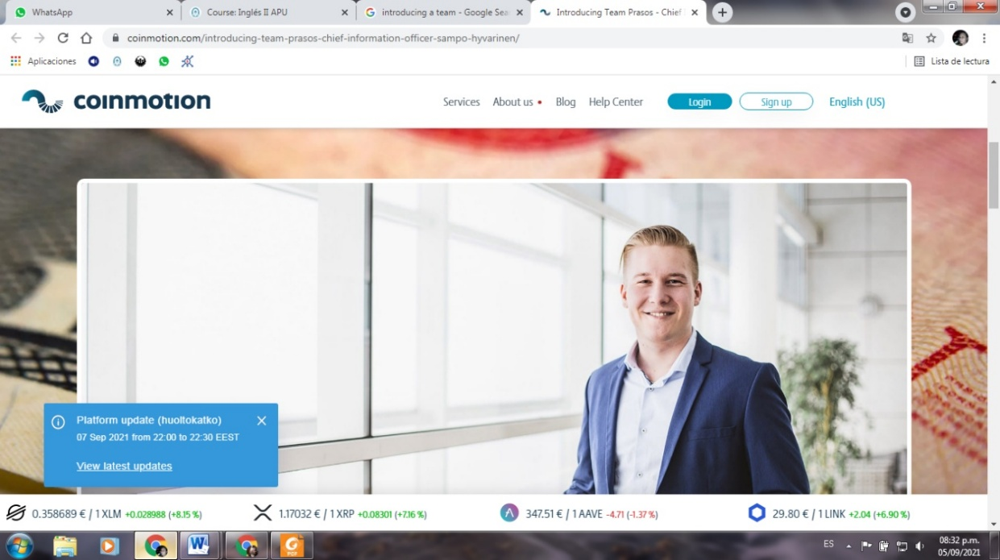 WhatsApp
Course: Inglés II APU
introducing a team - Google Sea
Introducing Team Prasos - Chief
coinmotion.com/introducing-team-prasos-chief-information-officer-sampo-hyvarinen/
Aplicaciones
Lista de lectura
coinmotion
Services About us Blog Help Center Login Sign up English (US)
Platform update (huoltokatko)
07 Sep 2021 from 22:00 to 22:30 EEST
View latest updates
0.358689 € / 1 XLM +0.028988 (+8.15 %) 1.17032 € / 1 XRP +0.08301 (+7.16 %) 347.51 € / 1 AAVE -4.71 (-1.37 %) 29.80 € / 1 LINK +2.04 (+6.90 %)
ES
08:32 p.m.
05/09/2021